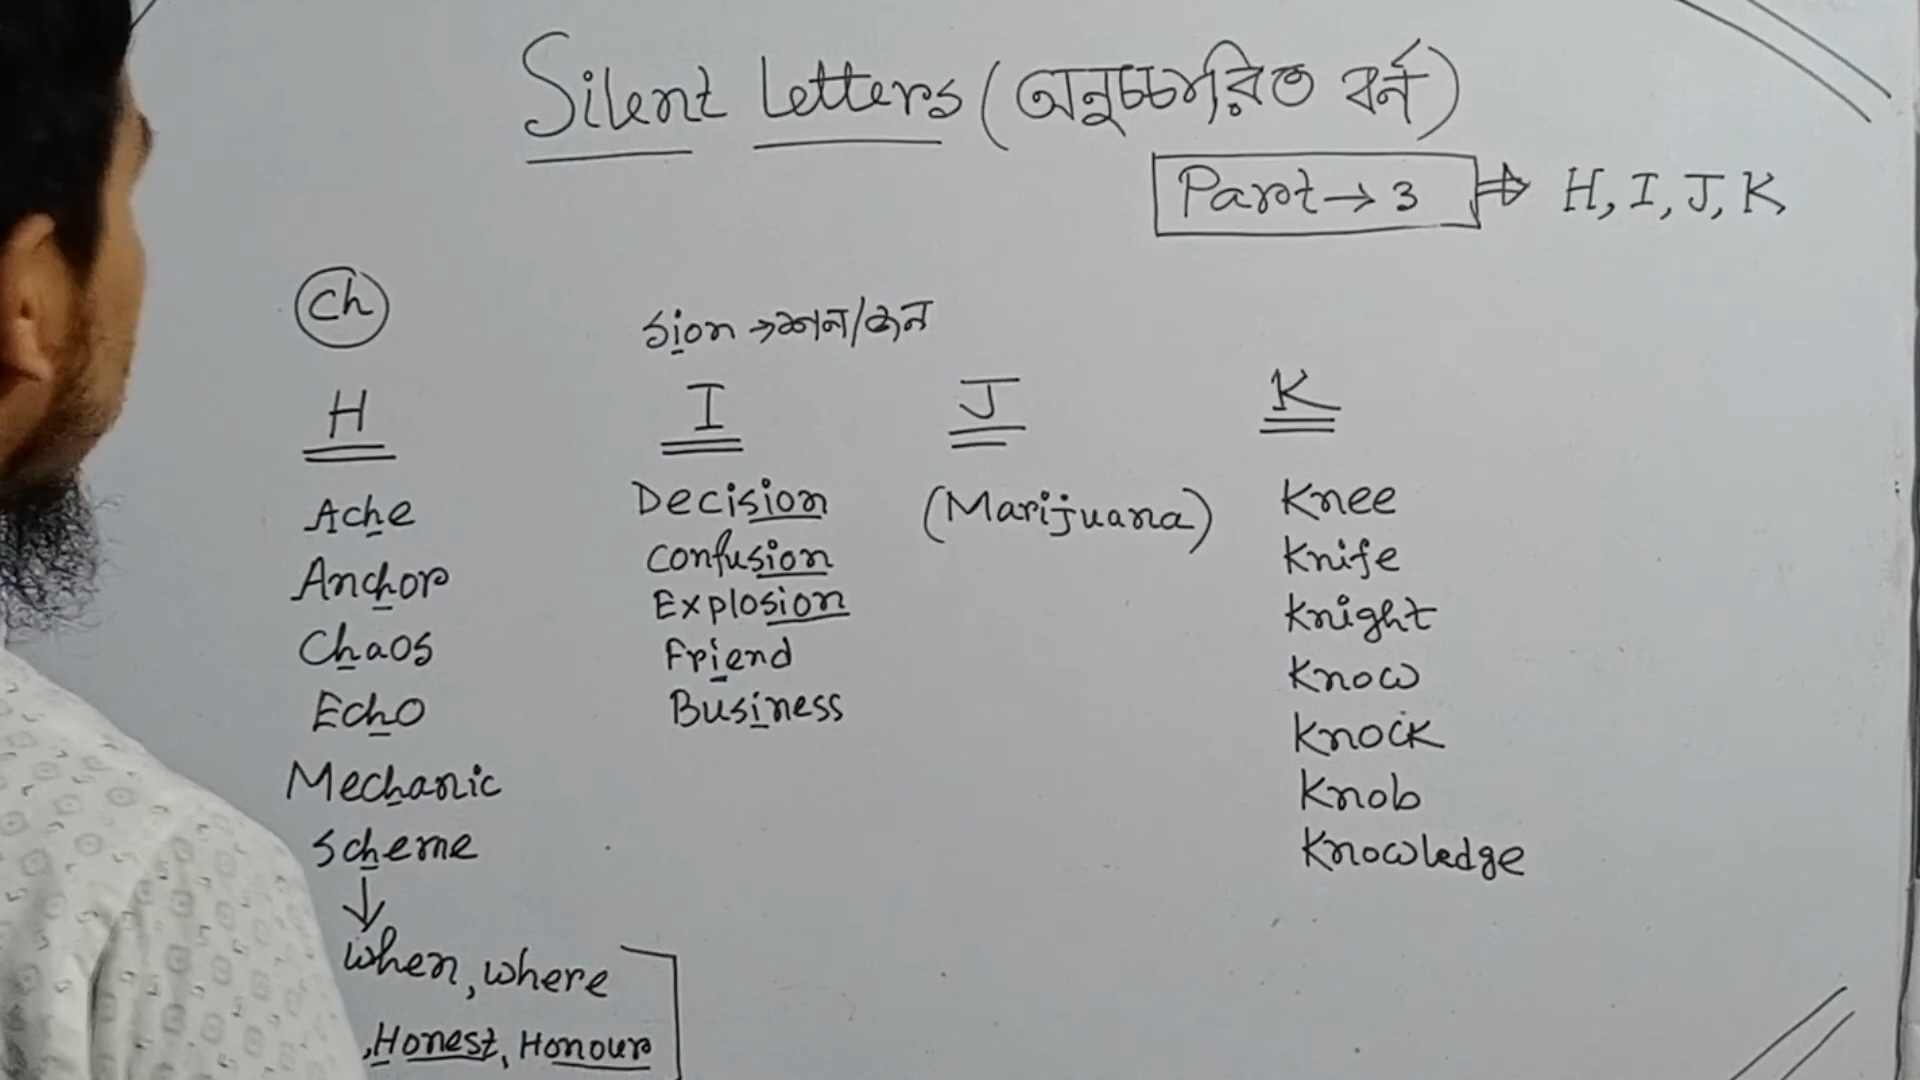 Silent Letters (অনুচ্চারিত বর্ন)
Part → 3 ⇒ H, I, J, K
Ch
sion → শন/জন
H
Ache
Anchor
Chaos
Echo
Mechanic
Scheme
↓
when, where
, Honest, Honour
I
Decision
Confusion
Explosion
Friend
Business
J
(Marijuana)
K
Knee
Knife
Knight
Know
Knock
Knob
Knowledge